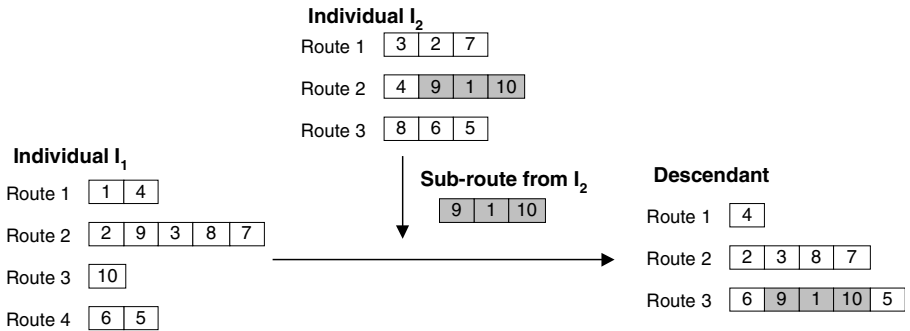 Individual I2
Route 1 3 2 7
Route 2 4 9 1 10
Route 3 8 6 5
Individual I1
Route 1 1 4
Route 2 2 9 3 8 7
Route 3 10
Route 4 6 5
Sub-route from I2
9 1 10
Descendant
Route 1 4
Route 2 2 3 8 7
Route 3 6 9 1 10 5